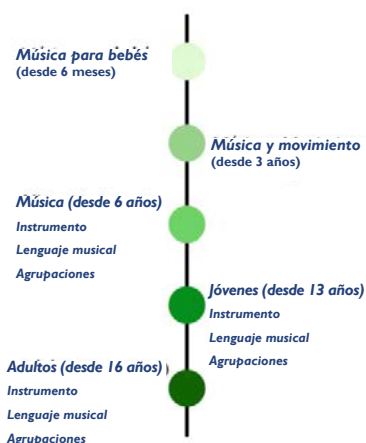 Música para bebés
(desde 6 meses)
Música y movimiento
(desde 3 años)
Música (desde 6 años)
Instrumento
Lenguaje musical
Agrupaciones
Jóvenes (desde 13 años)
Instrumento
Lenguaje musical
Agrupaciones
Adultos (desde 16 años)
Instrumento
Lenguaje musical
Agrupaciones